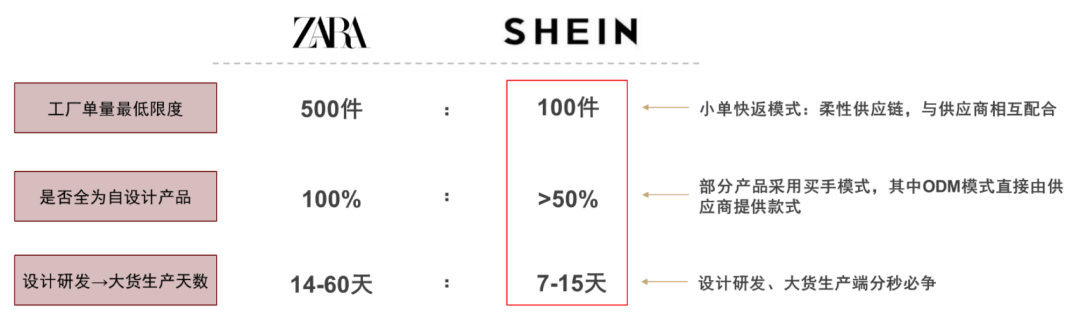 ZARA SHEIN
工厂单量最低限度 500件 : 100件 ← 小单快返模式：柔性供应链，与供应商相互配合
是否全为自设计产品 100% : >50% ← 部分产品采用买手模式，其中ODM模式直接由供
应商提供款式
设计研发→大货生产天数 14-60天 : 7-15天 ← 设计研发、大货生产端分秒必争